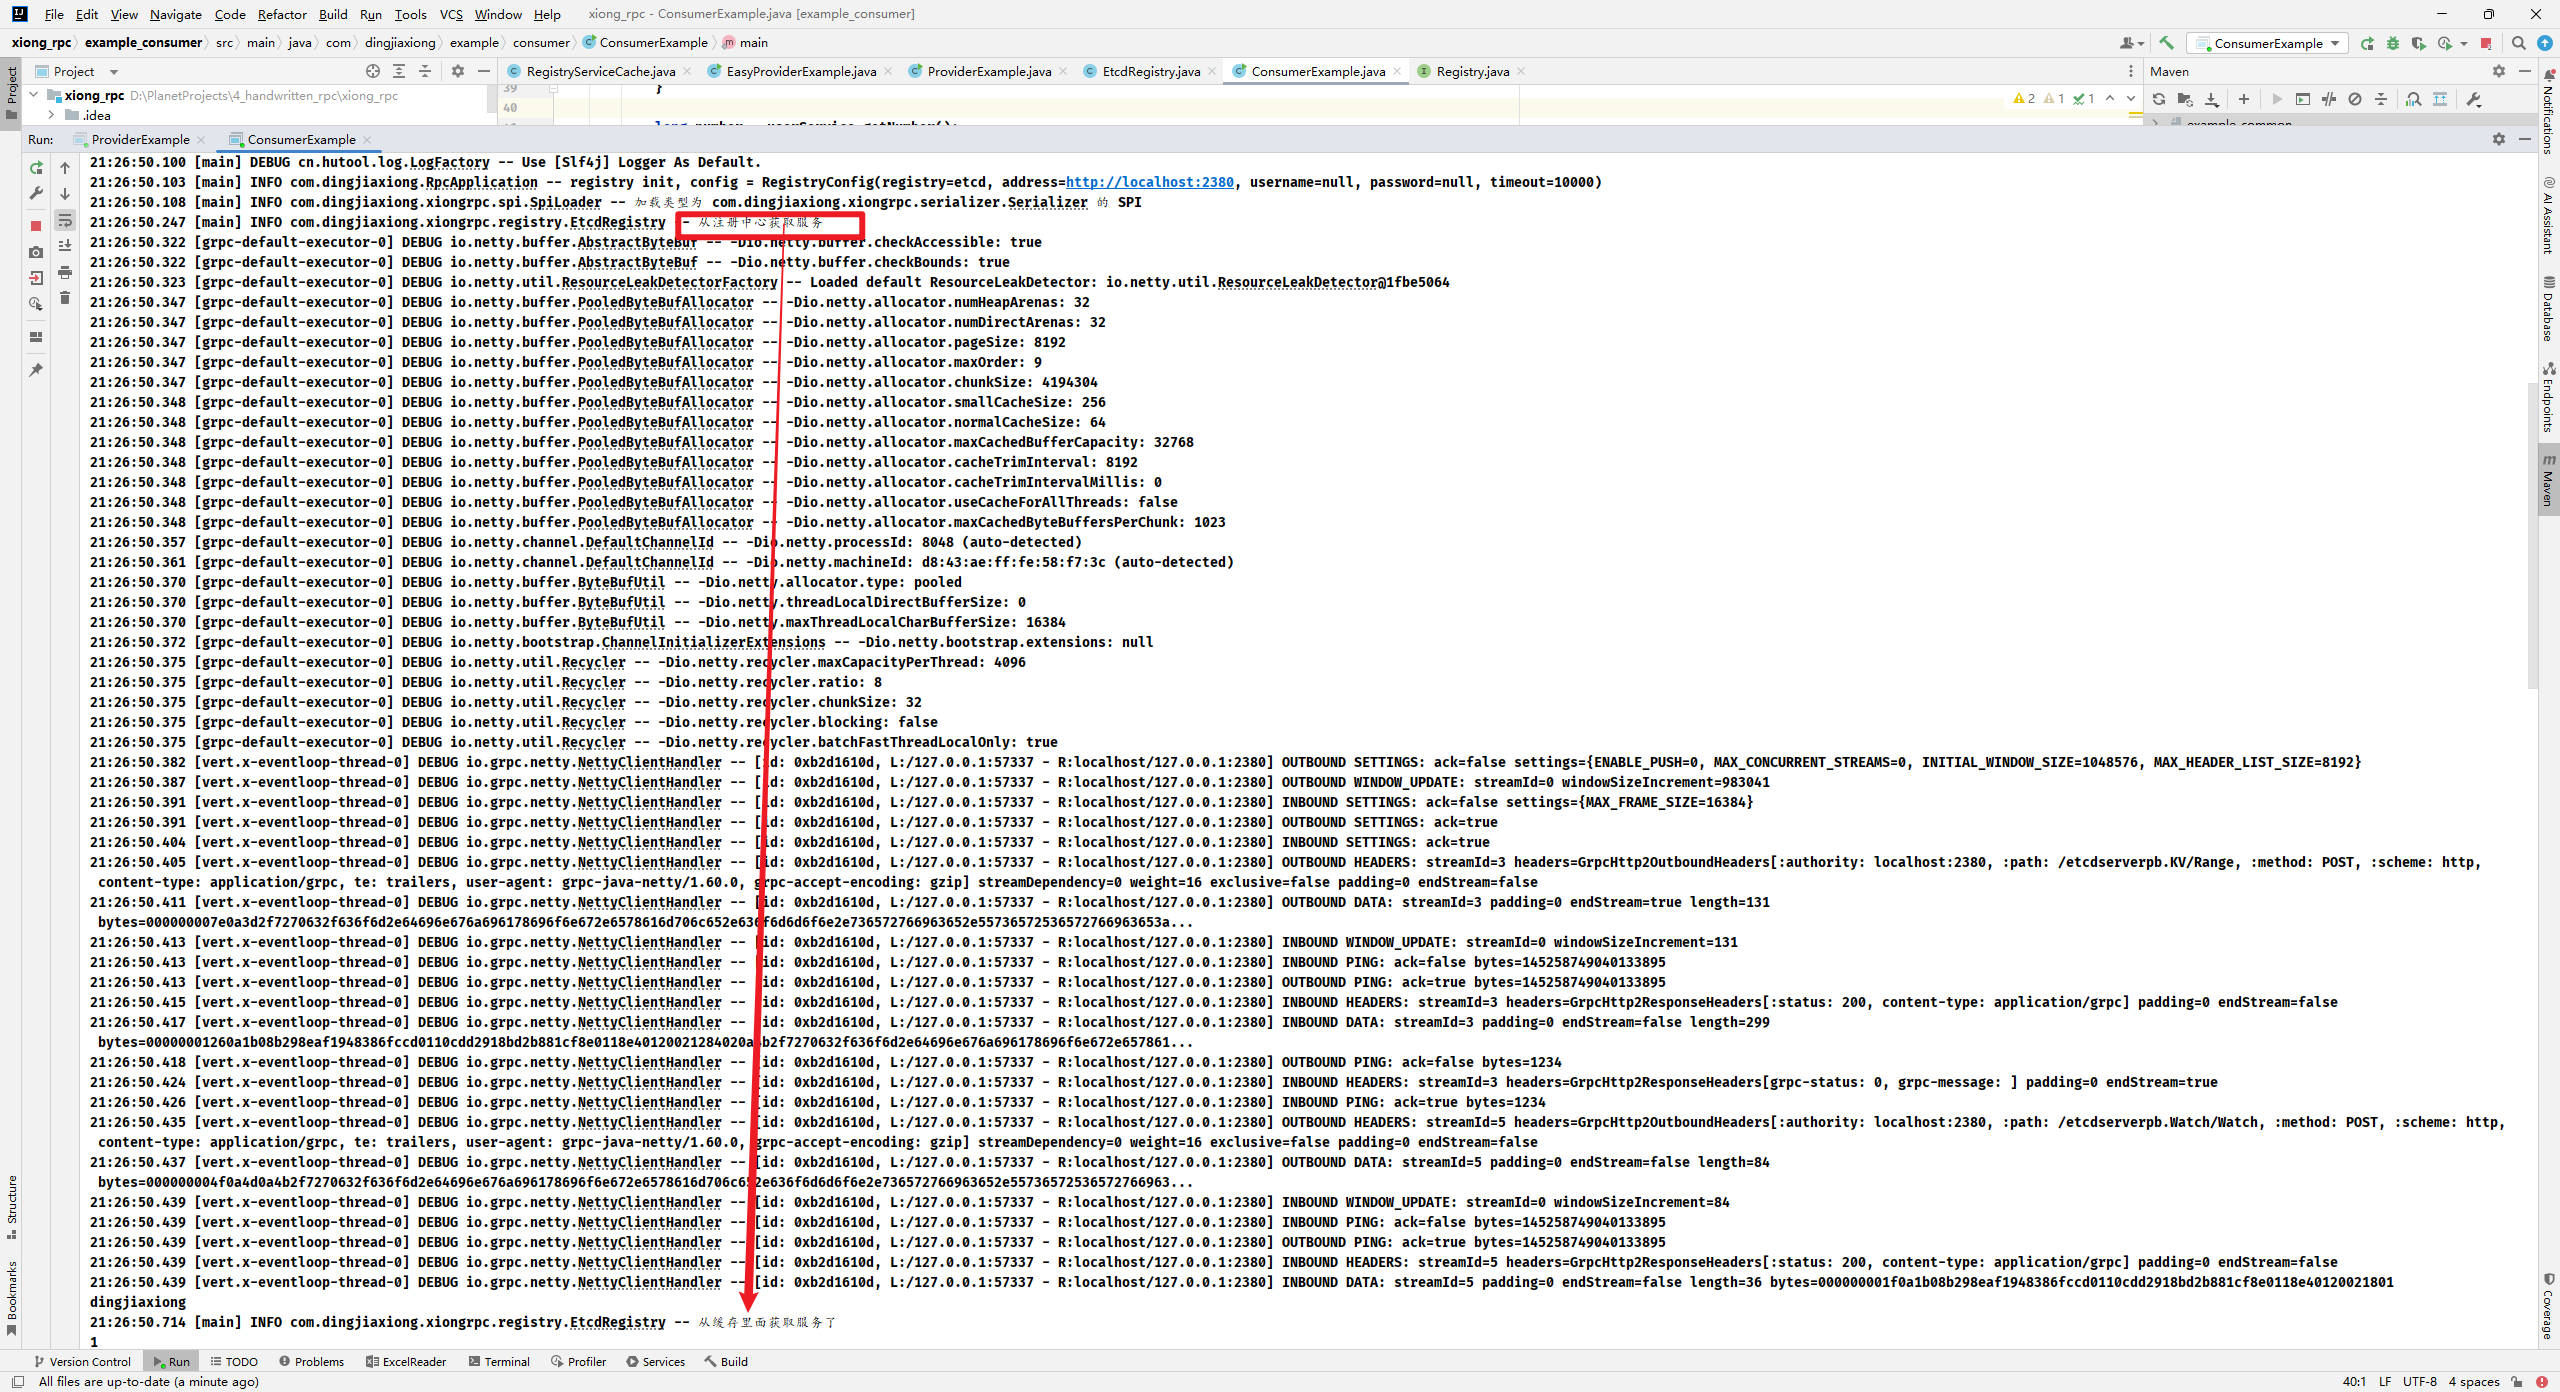 File Edit View Navigate Code Refactor Build Run Tools VCS Window Help xiong_rpc - ConsumerExample.java [example_consumer]
xiong_rpc example_consumer src main java com dingjiaxiong example consumer ConsumerExample main ConsumerExample
Project RegistryServiceCache.java EasyProviderExample.java ProviderExample.java EtcdRegistry.java ConsumerExample.java Registry.java Maven
xiong_rpc D:\PlanetProjects\4_handwritten_rpc\xiong_rpc
.idea
39 }
40 2 1 1
long number = userService.getNumber();
example_common
Run: ProviderExample ConsumerExample
21:26:50.100 [main] DEBUG cn.hutool.log.LogFactory -- Use [Slf4j] Logger As Default.
21:26:50.103 [main] INFO com.dingjiaxiong.RpcApplication -- registry init, config = RegistryConfig(registry=etcd, address=http://localhost:2380, username=null, password=null, timeout=10000)
21:26:50.108 [main] INFO com.dingjiaxiong.xiongrpc.spi.SpiLoader -- 加载类型为 com.dingjiaxiong.xiongrpc.serializer.Serializer 的 SPI
21:26:50.247 [main] INFO com.dingjiaxiong.xiongrpc.registry.EtcdRegistry -- 从注册中心获取服务
21:26:50.322 [grpc-default-executor-0] DEBUG io.netty.buffer.AbstractByteBuf -- -Dio.netty.buffer.checkAccessible: true
21:26:50.322 [grpc-default-executor-0] DEBUG io.netty.buffer.AbstractByteBuf -- -Dio.netty.buffer.checkBounds: true
21:26:50.323 [grpc-default-executor-0] DEBUG io.netty.util.ResourceLeakDetectorFactory -- Loaded default ResourceLeakDetector: io.netty.util.ResourceLeakDetector@1fbe5064
21:26:50.347 [grpc-default-executor-0] DEBUG io.netty.buffer.PooledByteBufAllocator -- -Dio.netty.allocator.numHeapArenas: 32
21:26:50.347 [grpc-default-executor-0] DEBUG io.netty.buffer.PooledByteBufAllocator -- -Dio.netty.allocator.numDirectArenas: 32
21:26:50.347 [grpc-default-executor-0] DEBUG io.netty.buffer.PooledByteBufAllocator -- -Dio.netty.allocator.pageSize: 8192
21:26:50.347 [grpc-default-executor-0] DEBUG io.netty.buffer.PooledByteBufAllocator -- -Dio.netty.allocator.maxOrder: 9
21:26:50.347 [grpc-default-executor-0] DEBUG io.netty.buffer.PooledByteBufAllocator -- -Dio.netty.allocator.chunkSize: 4194304
21:26:50.348 [grpc-default-executor-0] DEBUG io.netty.buffer.PooledByteBufAllocator -- -Dio.netty.allocator.smallCacheSize: 256
21:26:50.348 [grpc-default-executor-0] DEBUG io.netty.buffer.PooledByteBufAllocator -- -Dio.netty.allocator.normalCacheSize: 64
21:26:50.348 [grpc-default-executor-0] DEBUG io.netty.buffer.PooledByteBufAllocator -- -Dio.netty.allocator.maxCachedBufferCapacity: 32768
21:26:50.348 [grpc-default-executor-0] DEBUG io.netty.buffer.PooledByteBufAllocator -- -Dio.netty.allocator.cacheTrimInterval: 8192
21:26:50.348 [grpc-default-executor-0] DEBUG io.netty.buffer.PooledByteBufAllocator -- -Dio.netty.allocator.cacheTrimIntervalMillis: 0
21:26:50.348 [grpc-default-executor-0] DEBUG io.netty.buffer.PooledByteBufAllocator -- -Dio.netty.allocator.useCacheForAllThreads: false
21:26:50.348 [grpc-default-executor-0] DEBUG io.netty.buffer.PooledByteBufAllocator -- -Dio.netty.allocator.maxCachedByteBuffersPerChunk: 1023
21:26:50.357 [grpc-default-executor-0] DEBUG io.netty.channel.DefaultChannelId -- -Dio.netty.processId: 8048 (auto-detected)
21:26:50.361 [grpc-default-executor-0] DEBUG io.netty.channel.DefaultChannelId -- -Dio.netty.machineId: d8:43:ae:ff:fe:58:f7:3c (auto-detected)
21:26:50.370 [grpc-default-executor-0] DEBUG io.netty.buffer.ByteBufUtil -- -Dio.netty.allocator.type: pooled
21:26:50.370 [grpc-default-executor-0] DEBUG io.netty.buffer.ByteBufUtil -- -Dio.netty.threadLocalDirectBufferSize: 0
21:26:50.370 [grpc-default-executor-0] DEBUG io.netty.buffer.ByteBufUtil -- -Dio.netty.maxThreadLocalCharBufferSize: 16384
21:26:50.372 [grpc-default-executor-0] DEBUG io.netty.bootstrap.ChannelInitializerExtensions -- -Dio.netty.bootstrap.extensions: null
21:26:50.375 [grpc-default-executor-0] DEBUG io.netty.util.Recycler -- -Dio.netty.recycler.maxCapacityPerThread: 4096
21:26:50.375 [grpc-default-executor-0] DEBUG io.netty.util.Recycler -- -Dio.netty.recycler.ratio: 8
21:26:50.375 [grpc-default-executor-0] DEBUG io.netty.util.Recycler -- -Dio.netty.recycler.chunkSize: 32
21:26:50.375 [grpc-default-executor-0] DEBUG io.netty.util.Recycler -- -Dio.netty.recycler.blocking: false
21:26:50.375 [grpc-default-executor-0] DEBUG io.netty.util.Recycler -- -Dio.netty.recycler.batchFastThreadLocalOnly: true
21:26:50.382 [vert.x-eventloop-thread-0] DEBUG io.grpc.netty.NettyClientHandler -- [id: 0xb2d1610d, L:/127.0.0.1:57337 - R:localhost/127.0.0.1:2380] OUTBOUND SETTINGS: ack=false settings={ENABLE_PUSH=0, MAX_CONCURRENT_STREAMS=0, INITIAL_WINDOW_SIZE=1048576, MAX_HEADER_LIST_SIZE=8192}
21:26:50.387 [vert.x-eventloop-thread-0] DEBUG io.grpc.netty.NettyClientHandler -- [id: 0xb2d1610d, L:/127.0.0.1:57337 - R:localhost/127.0.0.1:2380] OUTBOUND WINDOW_UPDATE: streamId=0 windowSizeIncrement=983041
21:26:50.391 [vert.x-eventloop-thread-0] DEBUG io.grpc.netty.NettyClientHandler -- [id: 0xb2d1610d, L:/127.0.0.1:57337 - R:localhost/127.0.0.1:2380] INBOUND SETTINGS: ack=false settings={MAX_FRAME_SIZE=16384}
21:26:50.391 [vert.x-eventloop-thread-0] DEBUG io.grpc.netty.NettyClientHandler -- [id: 0xb2d1610d, L:/127.0.0.1:57337 - R:localhost/127.0.0.1:2380] OUTBOUND SETTINGS: ack=true
21:26:50.404 [vert.x-eventloop-thread-0] DEBUG io.grpc.netty.NettyClientHandler -- [id: 0xb2d1610d, L:/127.0.0.1:57337 - R:localhost/127.0.0.1:2380] INBOUND SETTINGS: ack=true
21:26:50.405 [vert.x-eventloop-thread-0] DEBUG io.grpc.netty.NettyClientHandler -- [id: 0xb2d1610d, L:/127.0.0.1:57337 - R:localhost/127.0.0.1:2380] OUTBOUND HEADERS: streamId=3 headers=GrpcHttp2OutboundHeaders[:authority: localhost:2380, :path: /etcdserverpb.KV/Range, :method: POST, :scheme: http,
content-type: application/grpc, te: trailers, user-agent: grpc-java-netty/1.60.0, grpc-accept-encoding: gzip] streamDependency=0 weight=16 exclusive=false padding=0 endStream=false
21:26:50.411 [vert.x-eventloop-thread-0] DEBUG io.grpc.netty.NettyClientHandler -- [id: 0xb2d1610d, L:/127.0.0.1:57337 - R:localhost/127.0.0.1:2380] OUTBOUND DATA: streamId=3 padding=0 endStream=true length=131
bytes=000000007e0a3d2f7270632f636f6d2e64696e676a696178696f6e672e6578616d706c652e636f6d6d6f6e2e736572766963652e55736572536572766963653a...
21:26:50.413 [vert.x-eventloop-thread-0] DEBUG io.grpc.netty.NettyClientHandler -- [id: 0xb2d1610d, L:/127.0.0.1:57337 - R:localhost/127.0.0.1:2380] INBOUND WINDOW_UPDATE: streamId=0 windowSizeIncrement=131
21:26:50.413 [vert.x-eventloop-thread-0] DEBUG io.grpc.netty.NettyClientHandler -- [id: 0xb2d1610d, L:/127.0.0.1:57337 - R:localhost/127.0.0.1:2380] INBOUND PING: ack=false bytes=145258749040133895
21:26:50.413 [vert.x-eventloop-thread-0] DEBUG io.grpc.netty.NettyClientHandler -- [id: 0xb2d1610d, L:/127.0.0.1:57337 - R:localhost/127.0.0.1:2380] OUTBOUND PING: ack=true bytes=145258749040133895
21:26:50.415 [vert.x-eventloop-thread-0] DEBUG io.grpc.netty.NettyClientHandler -- [id: 0xb2d1610d, L:/127.0.0.1:57337 - R:localhost/127.0.0.1:2380] INBOUND HEADERS: streamId=3 headers=GrpcHttp2ResponseHeaders[:status: 200, content-type: application/grpc] padding=0 endStream=false
21:26:50.417 [vert.x-eventloop-thread-0] DEBUG io.grpc.netty.NettyClientHandler -- [id: 0xb2d1610d, L:/127.0.0.1:57337 - R:localhost/127.0.0.1:2380] INBOUND DATA: streamId=3 padding=0 endStream=false length=299
bytes=00000001260a1b08b298eaf1948386fccd0110cdd2918bd2b881cf8e0118e40120021284020a4b2f7270632f636f6d2e64696e676a696178696f6e672e657861...
21:26:50.418 [vert.x-eventloop-thread-0] DEBUG io.grpc.netty.NettyClientHandler -- [id: 0xb2d1610d, L:/127.0.0.1:57337 - R:localhost/127.0.0.1:2380] OUTBOUND PING: ack=false bytes=1234
21:26:50.424 [vert.x-eventloop-thread-0] DEBUG io.grpc.netty.NettyClientHandler -- [id: 0xb2d1610d, L:/127.0.0.1:57337 - R:localhost/127.0.0.1:2380] INBOUND HEADERS: streamId=3 headers=GrpcHttp2ResponseHeaders[grpc-status: 0, grpc-message: ] padding=0 endStream=true
21:26:50.426 [vert.x-eventloop-thread-0] DEBUG io.grpc.netty.NettyClientHandler -- [id: 0xb2d1610d, L:/127.0.0.1:57337 - R:localhost/127.0.0.1:2380] INBOUND PING: ack=true bytes=1234
21:26:50.435 [vert.x-eventloop-thread-0] DEBUG io.grpc.netty.NettyClientHandler -- [id: 0xb2d1610d, L:/127.0.0.1:57337 - R:localhost/127.0.0.1:2380] OUTBOUND HEADERS: streamId=5 headers=GrpcHttp2OutboundHeaders[:authority: localhost:2380, :path: /etcdserverpb.Watch/Watch, :method: POST, :scheme: http,
content-type: application/grpc, te: trailers, user-agent: grpc-java-netty/1.60.0, grpc-accept-encoding: gzip] streamDependency=0 weight=16 exclusive=false padding=0 endStream=false
21:26:50.437 [vert.x-eventloop-thread-0] DEBUG io.grpc.netty.NettyClientHandler -- [id: 0xb2d1610d, L:/127.0.0.1:57337 - R:localhost/127.0.0.1:2380] OUTBOUND DATA: streamId=5 padding=0 endStream=false length=84
bytes=000000004f0a4d0a4b2f7270632f636f6d2e64696e676a696178696f6e672e6578616d706c652e636f6d6d6f6e2e736572766963652e55736572536572766963...
21:26:50.439 [vert.x-eventloop-thread-0] DEBUG io.grpc.netty.NettyClientHandler -- [id: 0xb2d1610d, L:/127.0.0.1:57337 - R:localhost/127.0.0.1:2380] INBOUND WINDOW_UPDATE: streamId=0 windowSizeIncrement=84
21:26:50.439 [vert.x-eventloop-thread-0] DEBUG io.grpc.netty.NettyClientHandler -- [id: 0xb2d1610d, L:/127.0.0.1:57337 - R:localhost/127.0.0.1:2380] INBOUND PING: ack=false bytes=145258749040133895
21:26:50.439 [vert.x-eventloop-thread-0] DEBUG io.grpc.netty.NettyClientHandler -- [id: 0xb2d1610d, L:/127.0.0.1:57337 - R:localhost/127.0.0.1:2380] OUTBOUND PING: ack=true bytes=145258749040133895
21:26:50.439 [vert.x-eventloop-thread-0] DEBUG io.grpc.netty.NettyClientHandler -- [id: 0xb2d1610d, L:/127.0.0.1:57337 - R:localhost/127.0.0.1:2380] INBOUND HEADERS: streamId=5 headers=GrpcHttp2ResponseHeaders[:status: 200, content-type: application/grpc] padding=0 endStream=false
21:26:50.439 [vert.x-eventloop-thread-0] DEBUG io.grpc.netty.NettyClientHandler -- [id: 0xb2d1610d, L:/127.0.0.1:57337 - R:localhost/127.0.0.1:2380] INBOUND DATA: streamId=5 padding=0 endStream=false length=36 bytes=000000001f0a1b08b298eaf1948386fccd0110cdd2918bd2b881cf8e0118e40120021801
dingjiaxiong
21:26:50.714 [main] INFO com.dingjiaxiong.xiongrpc.registry.EtcdRegistry -- 从缓存里面获取服务了
1
Project
Structure
Bookmarks
Notifications
AI Assistant
Database
Endpoints
Maven
Coverage
Version Control Run TODO Problems ExcelReader Terminal Profiler Services Build
All files are up-to-date (a minute ago) 40:1 LF UTF-8 4 spaces